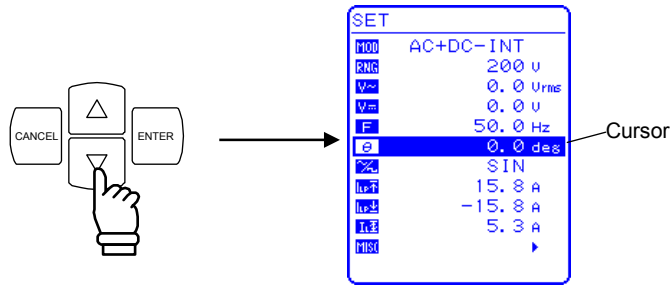 CANCEL
ENTER
SET
MOD AC+DC-INT
RNG 200 V
V~ 0.0 Vrms
V⎓ 0.0 V
F 50.0 Hz
θ 0.0 deg
SIN
15.8 A
-15.8 A
5.3 A
MISC
Cursor